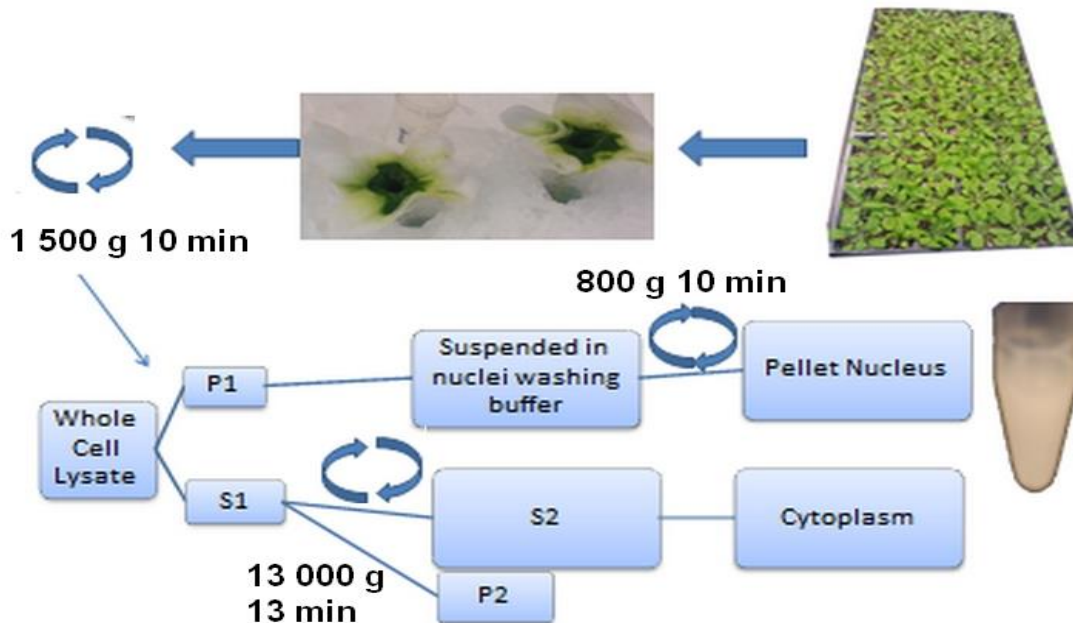 1 500 g 10 min
800 g 10 min
P1
Suspended in
nuclei washing
buffer
Pellet Nucleus
Whole
Cell
Lysate
S1
S2
Cytoplasm
13 000 g
13 min
P2